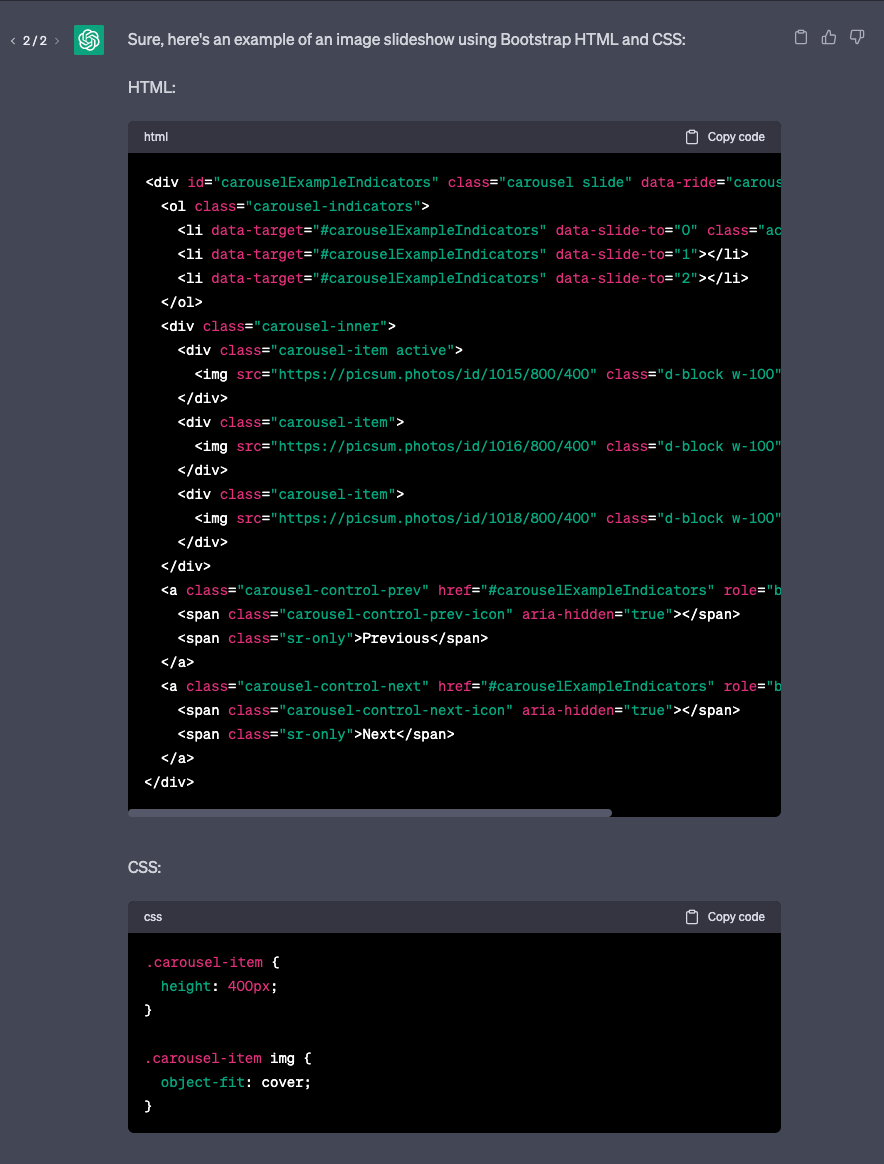 < 2/2 >
Sure, here's an example of an image slideshow using Bootstrap HTML and CSS:
HTML:
html
Copy code
<div id="carouselExampleIndicators" class="carousel slide" data-ride="carous
<ol class="carousel-indicators">
<li data-target="#carouselExampleIndicators" data-slide-to="0" class="ac
<li data-target="#carouselExampleIndicators" data-slide-to="1"></li>
<li data-target="#carouselExampleIndicators" data-slide-to="2"></li>
</ol>
<div class="carousel-inner">
<div class="carousel-item active">
<img src="https://picsum.photos/id/1015/800/400" class="d-block w-100"
</div>
<div class="carousel-item">
<img src="https://picsum.photos/id/1016/800/400" class="d-block w-100"
</div>
<div class="carousel-item">
<img src="https://picsum.photos/id/1018/800/400" class="d-block w-100"
</div>
</div>
<a class="carousel-control-prev" href="#carouselExampleIndicators" role="b
<span class="carousel-control-prev-icon" aria-hidden="true"></span>
<span class="sr-only">Previous</span>
</a>
<a class="carousel-control-next" href="#carouselExampleIndicators" role="b
<span class="carousel-control-next-icon" aria-hidden="true"></span>
<span class="sr-only">Next</span>
</a>
</div>
CSS:
css
Copy code
.carousel-item {
height: 400px;
}
.carousel-item img {
object-fit: cover;
}